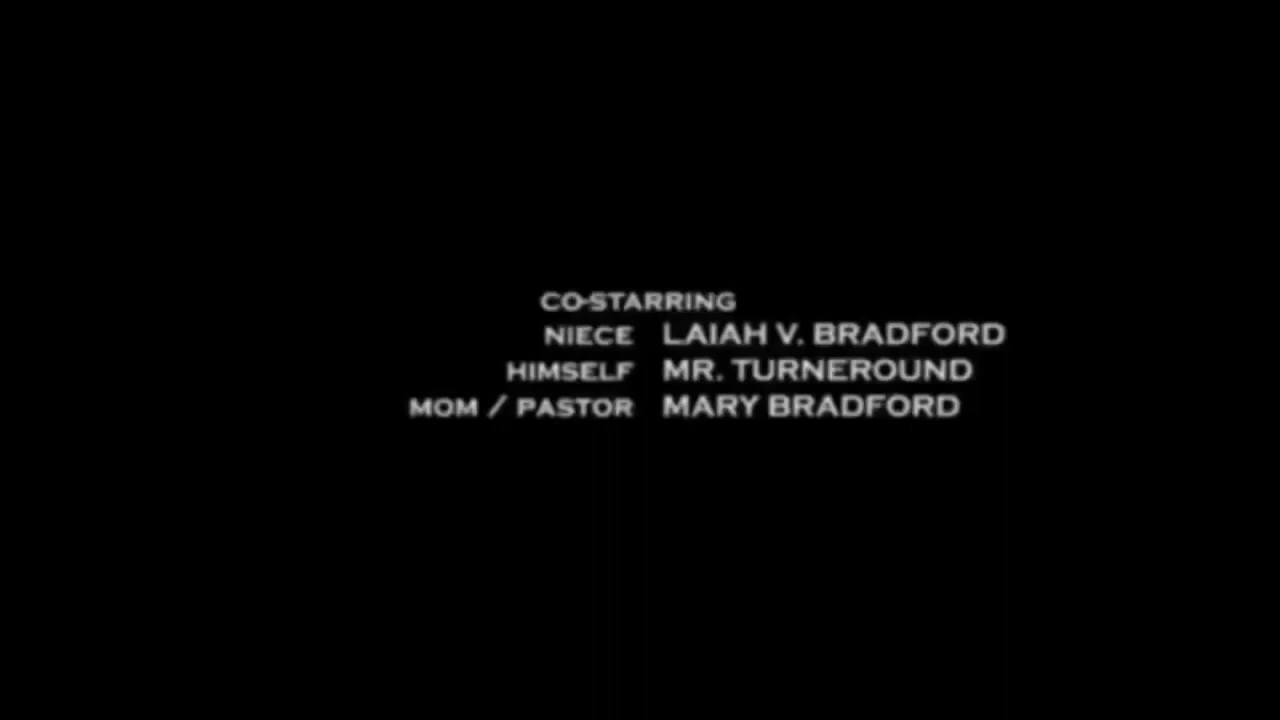 CO-STARRING
NIECE LAIAH V. BRADFORD
HIMSELF MR. TURNEROUND
MOM / PASTOR MARY BRADFORD